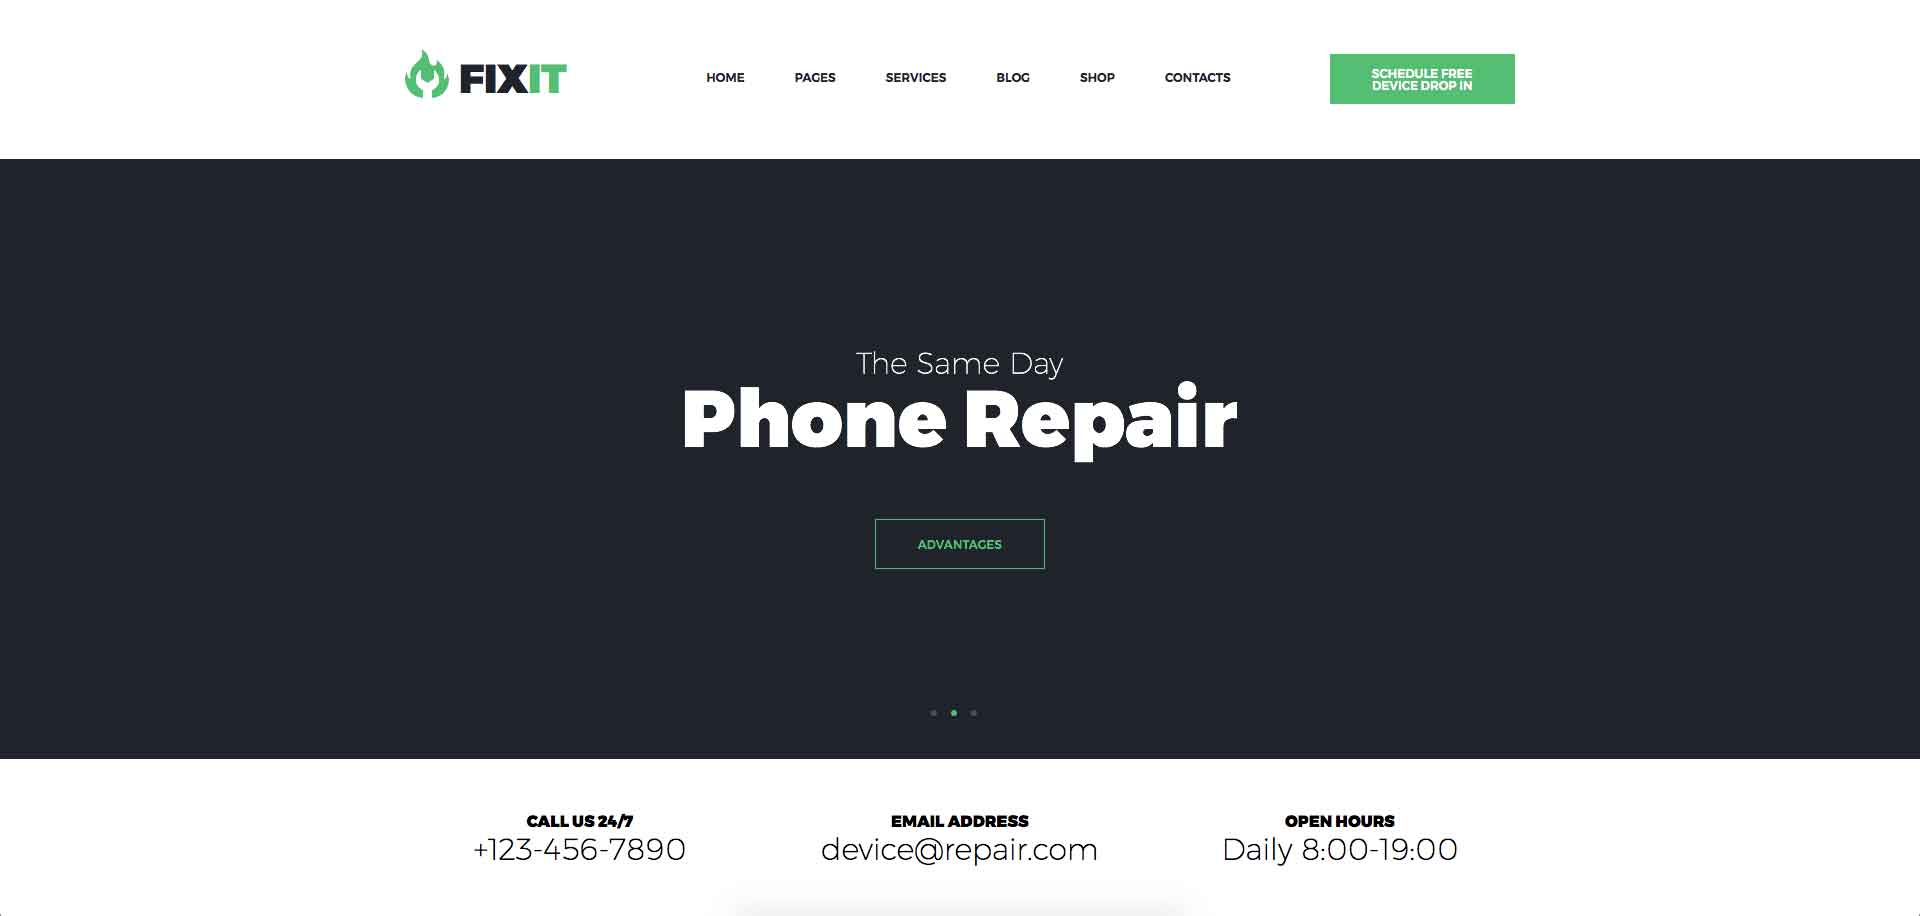 FIXIT
HOME PAGES SERVICES BLOG SHOP CONTACTS
SCHEDULE FREE
DEVICE DROP IN
The Same Day
Phone Repair
ADVANTAGES
CALL US 24/7
+123-456-7890
EMAIL ADDRESS
device@repair.com
OPEN HOURS
Daily 8:00-19:00